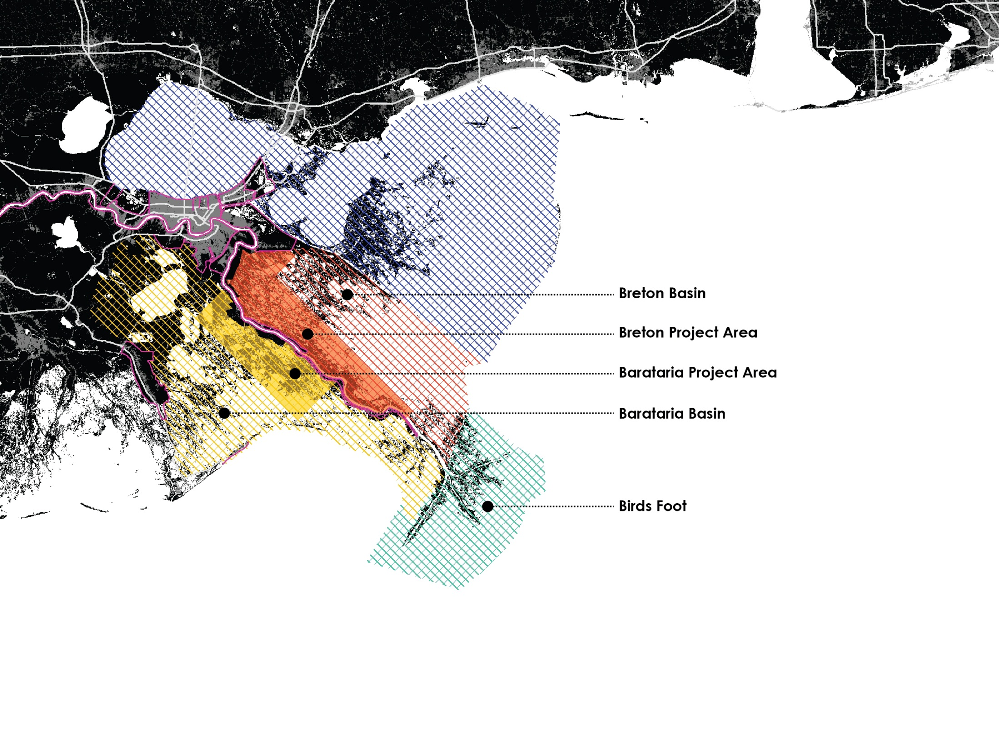 Breton Basin
Breton Project Area
Barataria Project Area
Barataria Basin
Birds Foot